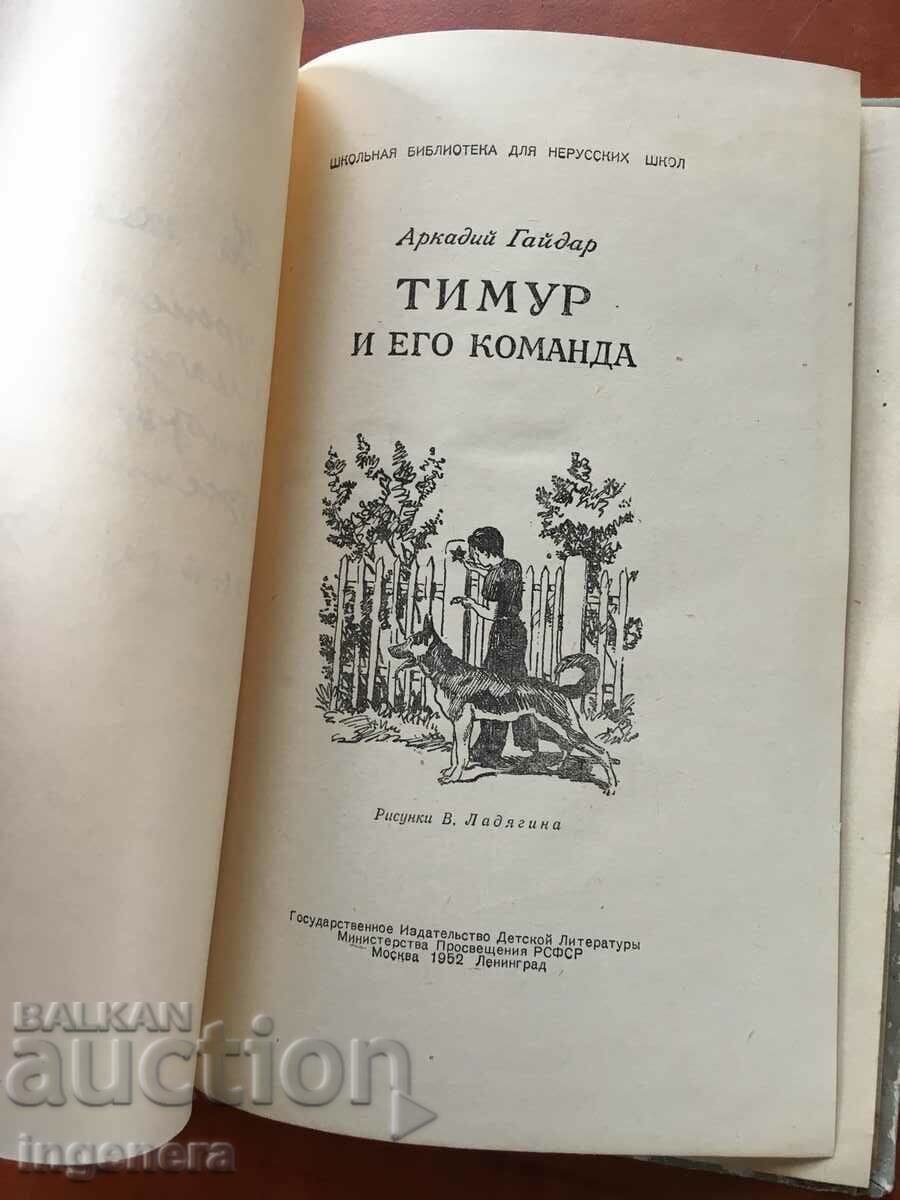 ШКОЛЬНАЯ БИБЛИОТЕКА ДЛЯ НЕРУССКИХ ШКОЛ
Аркадий Гайдар
ТИМУР
И ЕГО КОМАНДА
Рисунки В. Ладягина
Государственное Издательство Детской Литературы
Министерства Просвещения РСФСР
Москва 1952 Ленинград
BALKAN
auction
ingenera